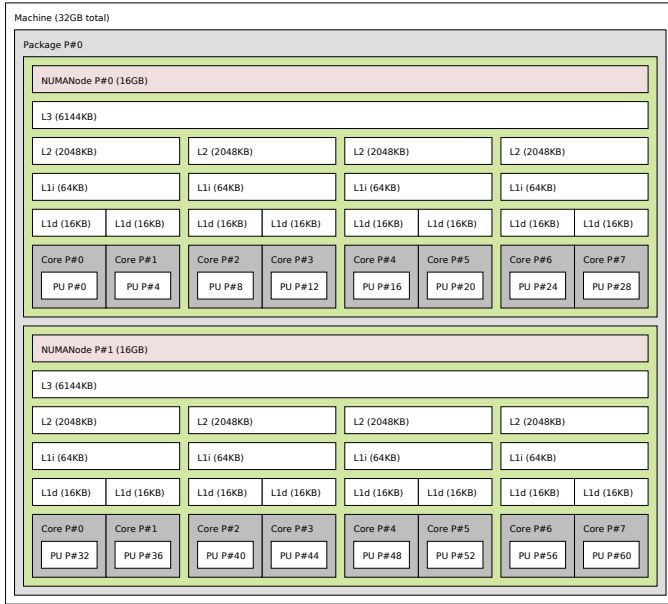 Machine (32GB total)
Package P#0
NUMANode P#0 (16GB)
L3 (6144KB)
L2 (2048KB) L2 (2048KB) L2 (2048KB) L2 (2048KB)
L1i (64KB) L1i (64KB) L1i (64KB) L1i (64KB)
L1d (16KB) L1d (16KB) L1d (16KB) L1d (16KB) L1d (16KB) L1d (16KB) L1d (16KB) L1d (16KB)
Core P#0 Core P#1 Core P#2 Core P#3 Core P#4 Core P#5 Core P#6 Core P#7
PU P#0 PU P#4 PU P#8 PU P#12 PU P#16 PU P#20 PU P#24 PU P#28
NUMANode P#1 (16GB)
L3 (6144KB)
L2 (2048KB) L2 (2048KB) L2 (2048KB) L2 (2048KB)
L1i (64KB) L1i (64KB) L1i (64KB) L1i (64KB)
L1d (16KB) L1d (16KB) L1d (16KB) L1d (16KB) L1d (16KB) L1d (16KB) L1d (16KB) L1d (16KB)
Core P#0 Core P#1 Core P#2 Core P#3 Core P#4 Core P#5 Core P#6 Core P#7
PU P#32 PU P#36 PU P#40 PU P#44 PU P#48 PU P#52 PU P#56 PU P#60